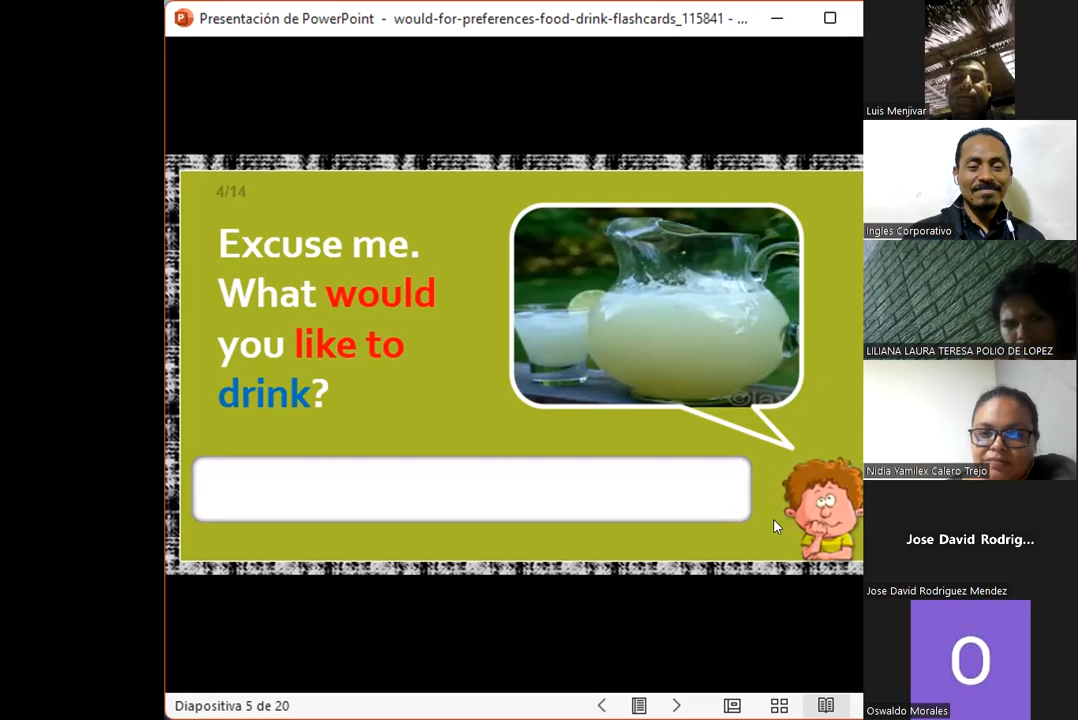 Presentación de PowerPoint - would-for-preferences-food-drink-flashcards_115841 - ...
4/14
Excuse me.
What would
you like to
drink?
Diapositiva 5 de 20
Luis Menjivar
Ingles Corporativo
LILIANA LAURA TERESA POLIO DE LOPEZ
Nidia Yamilex Calero Trejo
Jose David Rodrig...
Jose David Rodriguez Mendez
O
Oswaldo Morales